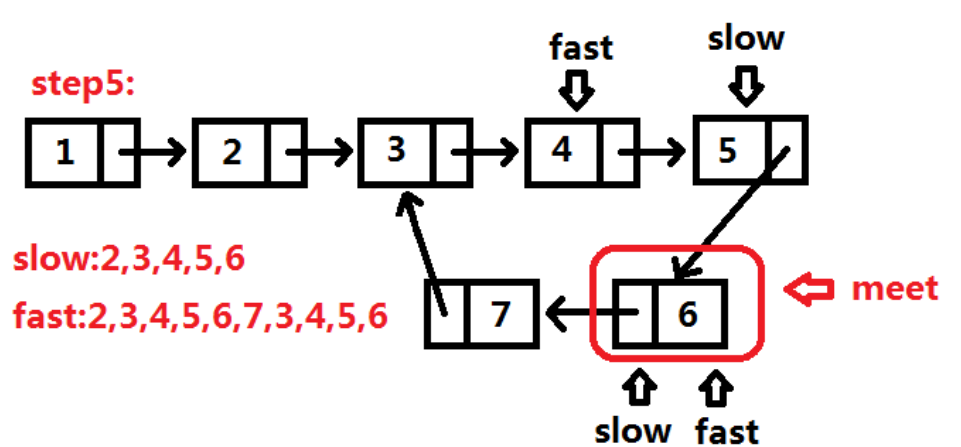 fast
slow
step5:
1 2 3 4 5
slow:2,3,4,5,6
fast:2,3,4,5,6,7,3,4,5,6
7 6
meet
slow fast